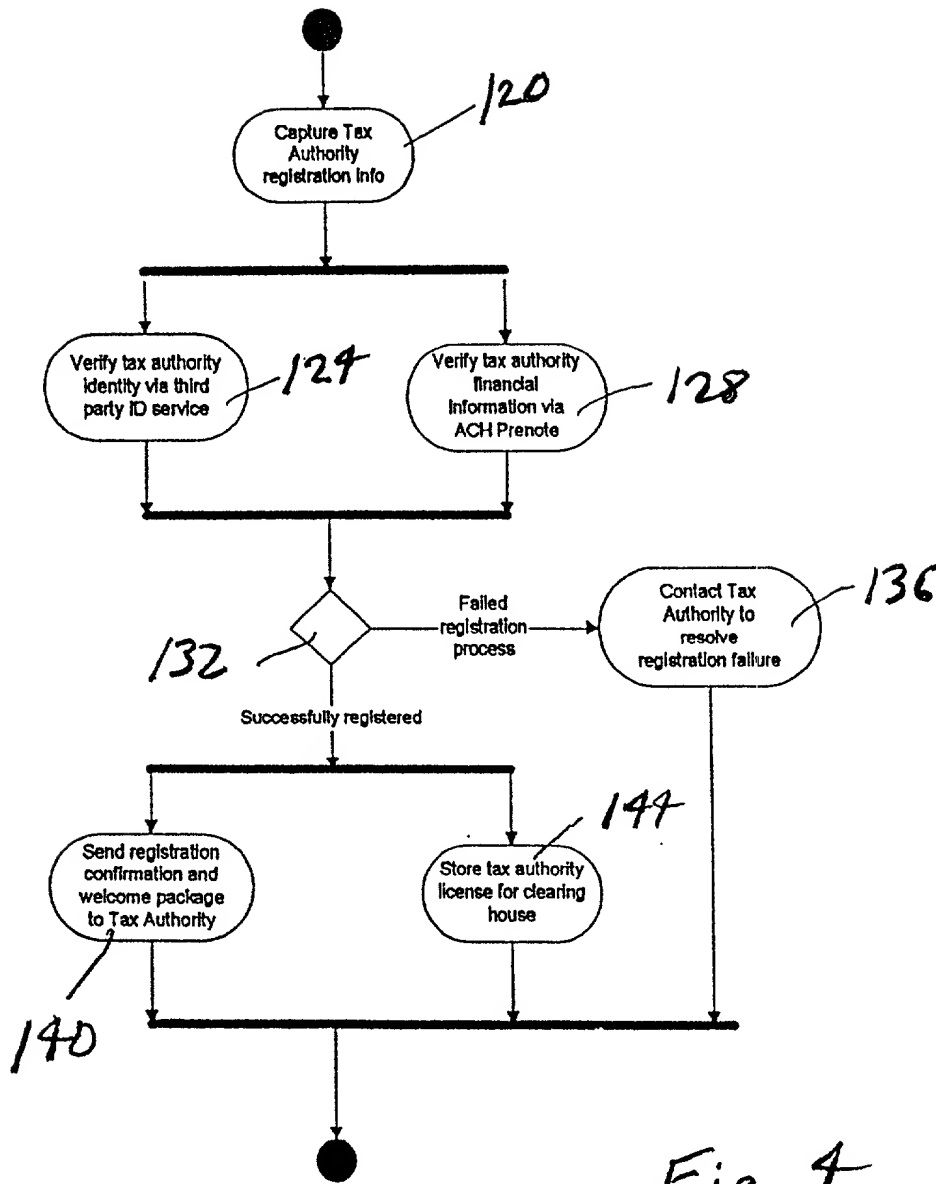 120
Capture Tax
Authority
registration info
Verify tax authority
identity via third
party ID service
124
Verify tax authority
financial
information via
ACH Prenote
128
132
Failed
registration
process
Contact Tax
Authority to
resolve
registration failure
136
Successfully registered
Send registration
confirmation and
welcome package
to Tax Authority
140
Store tax authority
license for clearing
house
144
Fig. 4